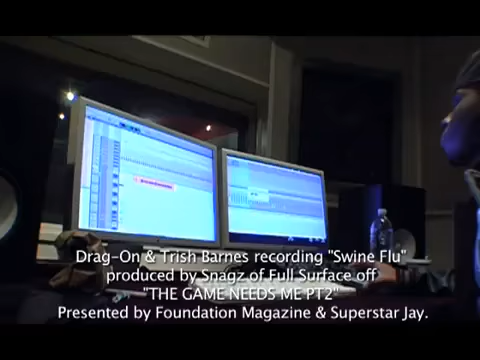 Drag-On & Trish Barnes recording "Swine Flu"
produced by Snagz of Full Surface off
"THE GAME NEEDS ME PT2"
Presented by Foundation Magazine & Superstar Jay.